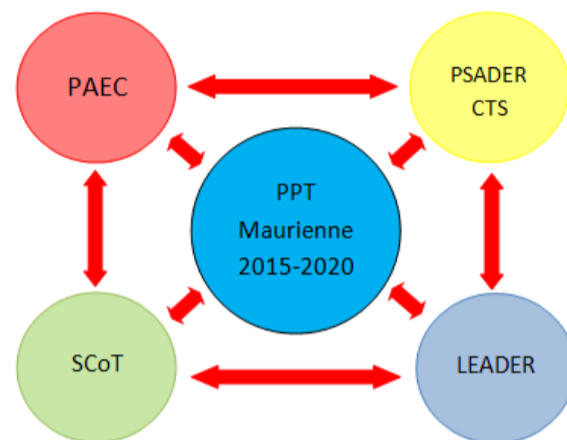 PAEC
PSADER
CTS
PPT
Maurienne
2015-2020
SCoT
LEADER